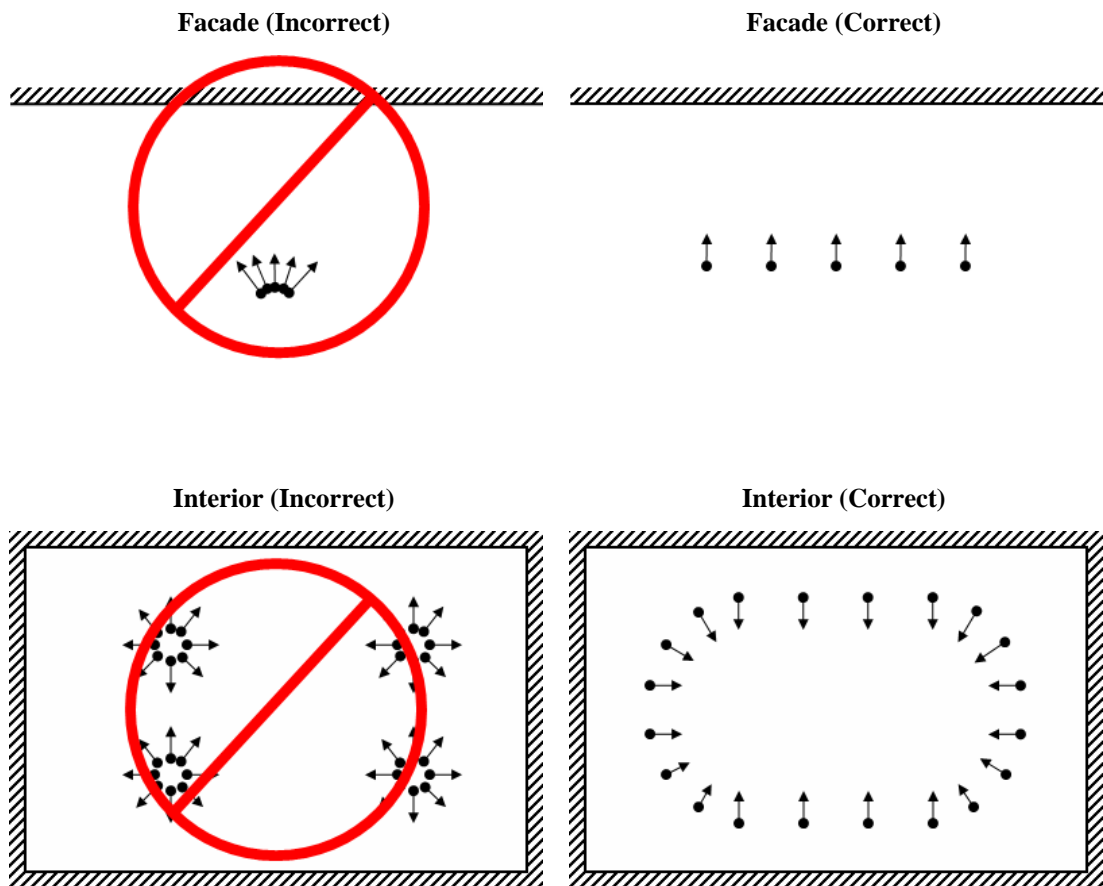 Facade (Incorrect)
Facade (Correct)
Interior (Incorrect)
Interior (Correct)